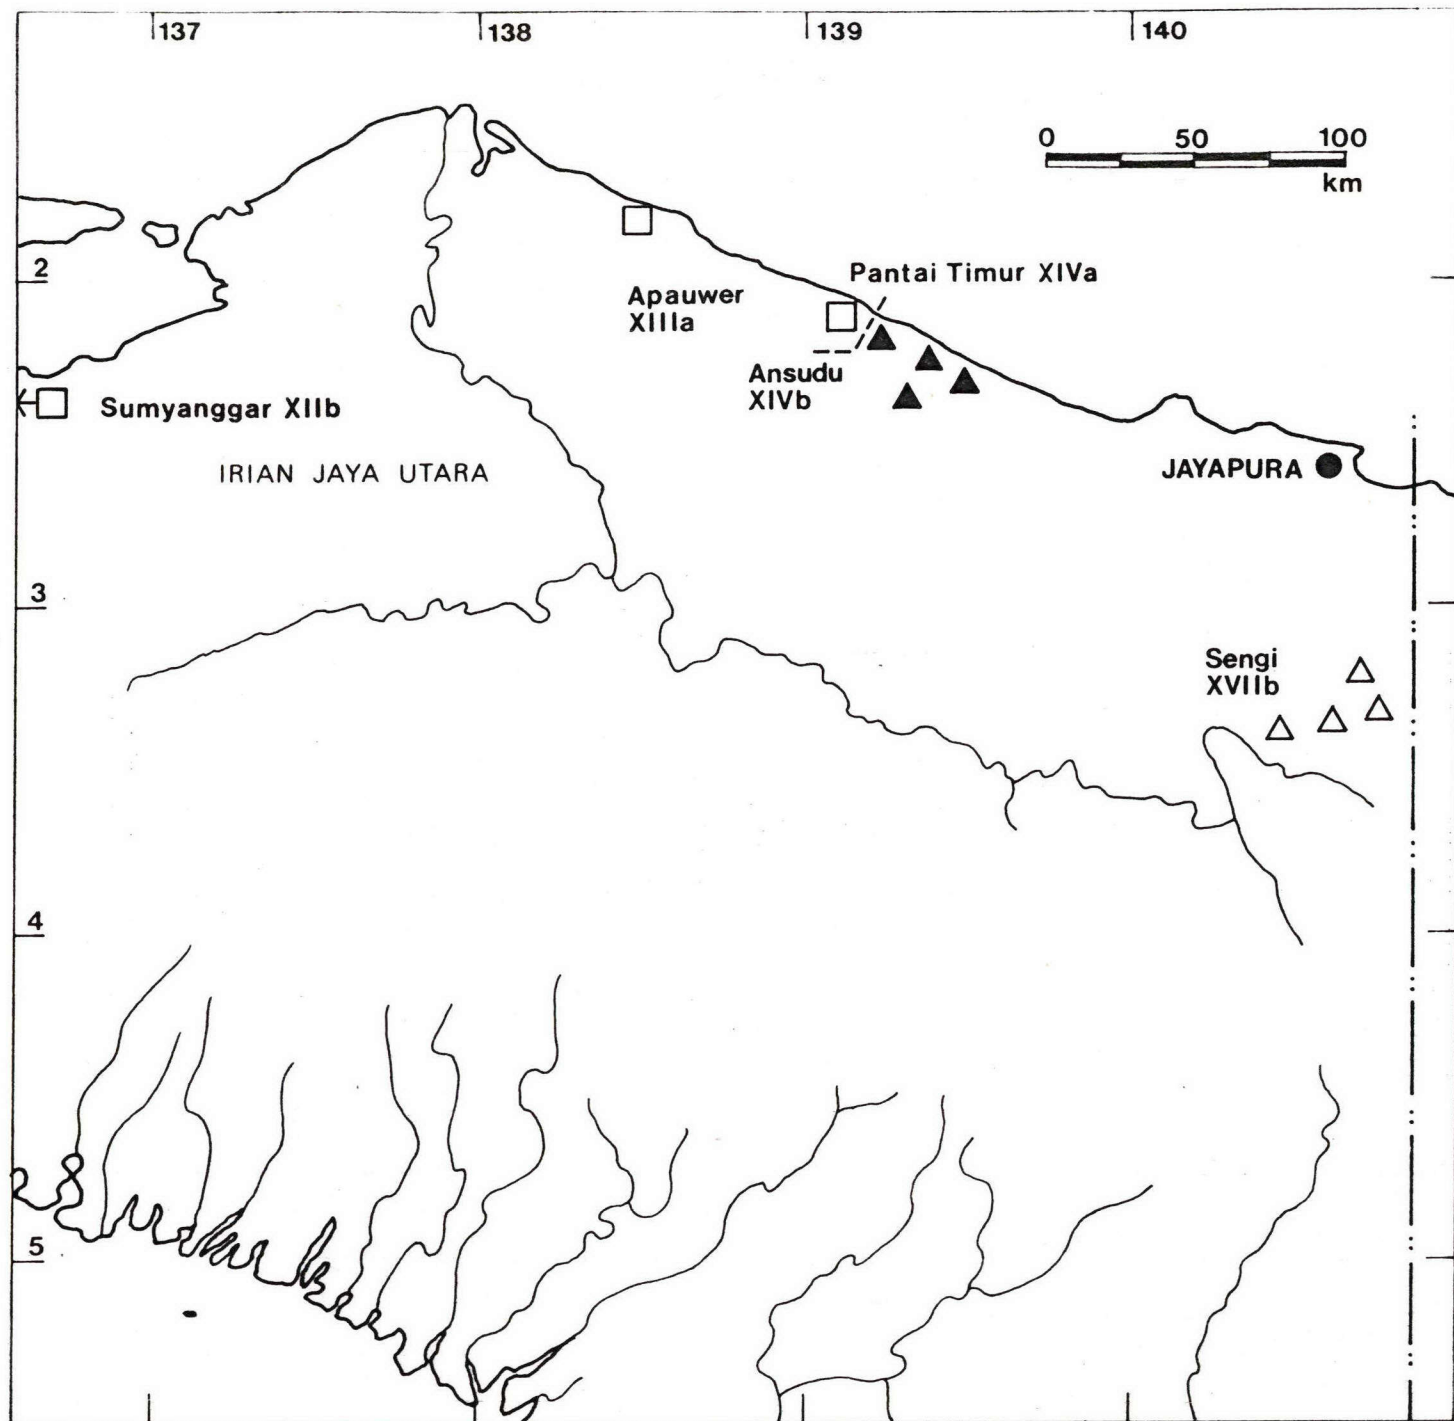 137
138
139
140
0 50 100
km
2
Pantai Timur XIVa
Apauwer
XIIIa
Ansudu
XIVb
Sumyanggar XIIb
IRIAN JAYA UTARA
JAYAPURA
3
Sengi
XVIIb
4
5